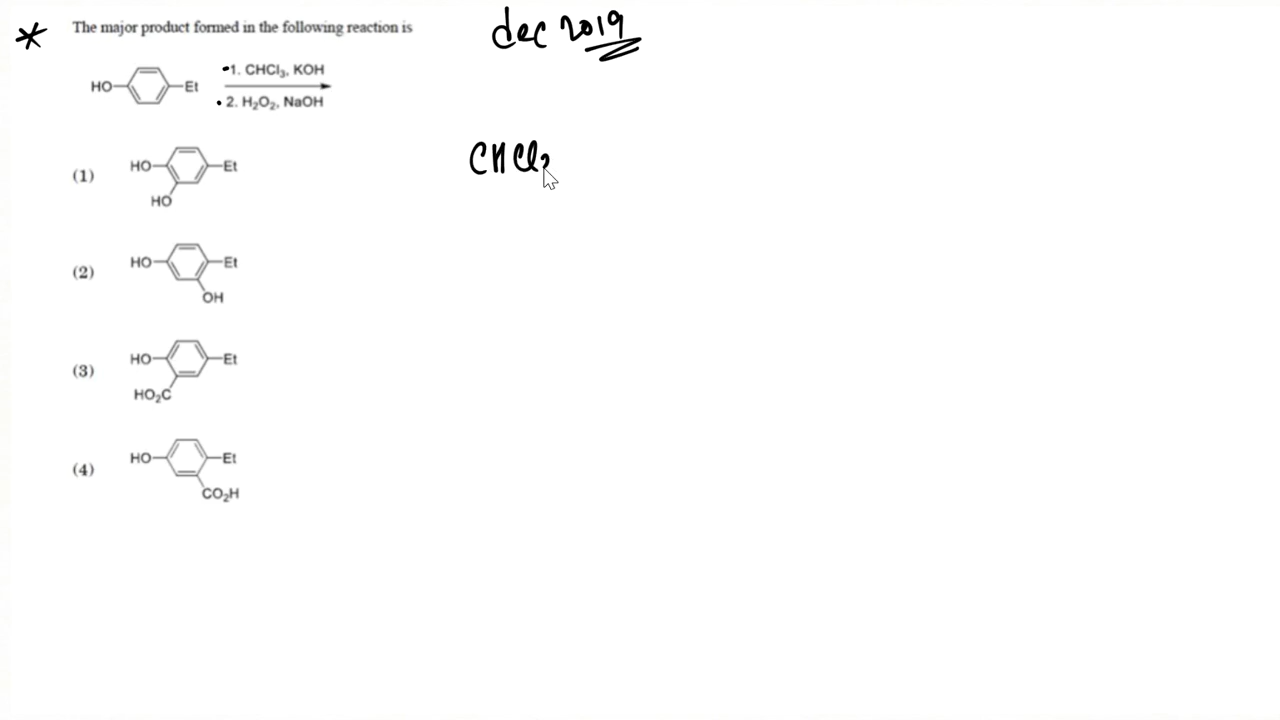 * The major product formed in the following reaction is
dec 2019
HO Et
•1. CHCl₃, KOH
•2. H₂O₂, NaOH
CHCl₃
(1) HO Et HO
(2) HO Et OH
(3) HO Et HO₂C
(4) HO Et CO₂H